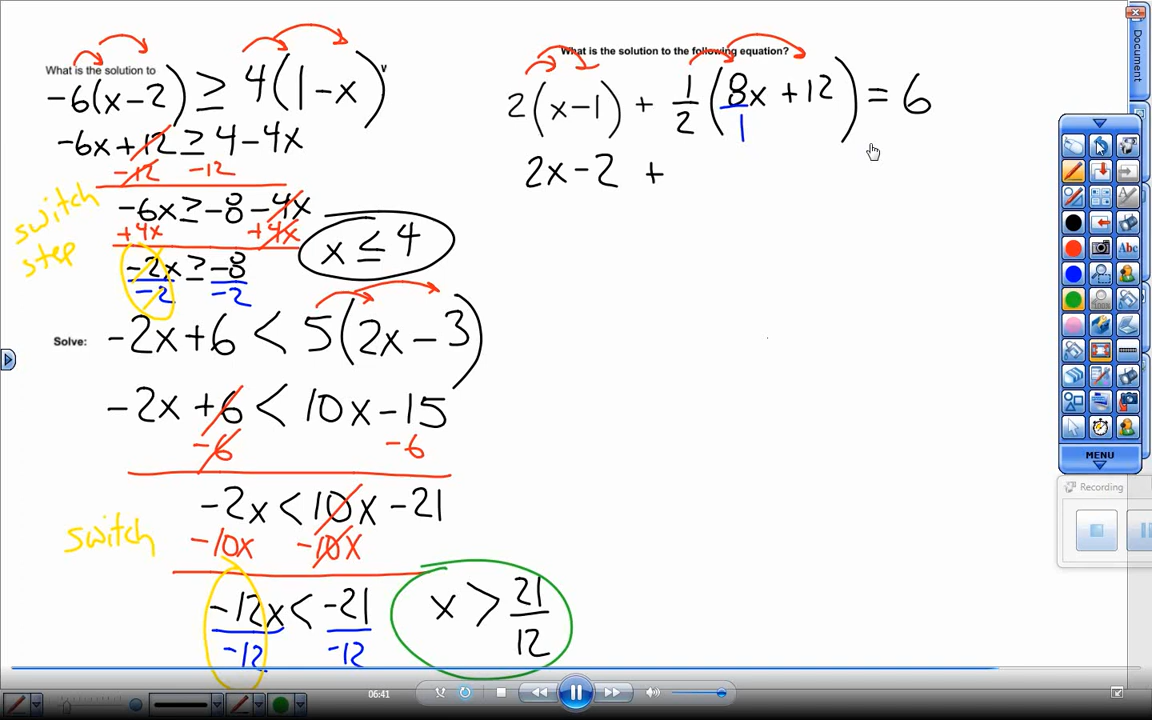 What is the solution to
-6(x-2) ≥ 4(1-x)
-6x+12 ≥ 4-4x
-12 -12
-6x ≥ -8-4x
+4x +4x
-2x ≥ -8
-2 -2
switch
step
x ≤ 4
Solve:
-2x+6 < 5(2x-3)
-2x+6 < 10x-15
-6 -6
-2x < 10x-21
-10x -10x
switch
-12x < -21
-12 -12
x > 21/12
What is the solution to the following equation?
2(x-1) + 1/2(8x+12) = 6
1
2x-2 +
Document
Abc
MENU
Recording
06:41